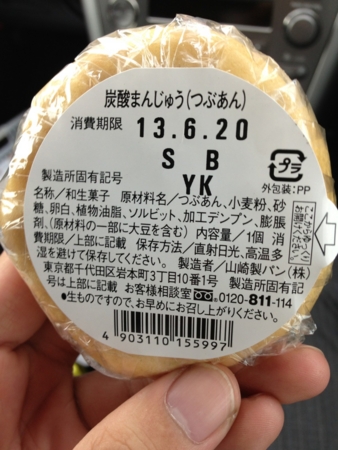 炭酸まんじゅう(つぶあん)
消費期限 13.6.20
S B
製造所固有記号 YK
プラ
外包装:PP
名称/和生菓子 原材料名/つぶあん、小麦粉、砂
糖、卵白、植物油脂、ソルビット、加工デンプン、膨脹
剤、(原材料の一部に大豆を含む) 内容量/1個 消
費期限/上部に記載 保存方法/直射日光、高温多
湿を避けて保存してください。 製造者/山崎製パン(株)
東京都千代田区岩本町3丁目10番1号 製造所固有記
号は上部に記載 お客様相談室 0120-811-114
●生ものですので、お早めにお召し上がりください。
4 903110 155997